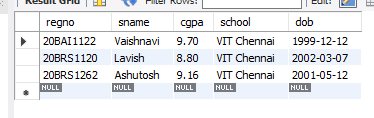 Result Grid Filter Rows: Edit:
regno sname cgpa school dob
20BAI1122 Vaishnavi 9.70 VIT Chennai 1999-12-12
20BRS1120 Lavish 8.80 VIT Chennai 2002-03-07
20BRS1262 Ashutosh 9.16 VIT Chennai 2001-05-12
NULL NULL NULL NULL NULL